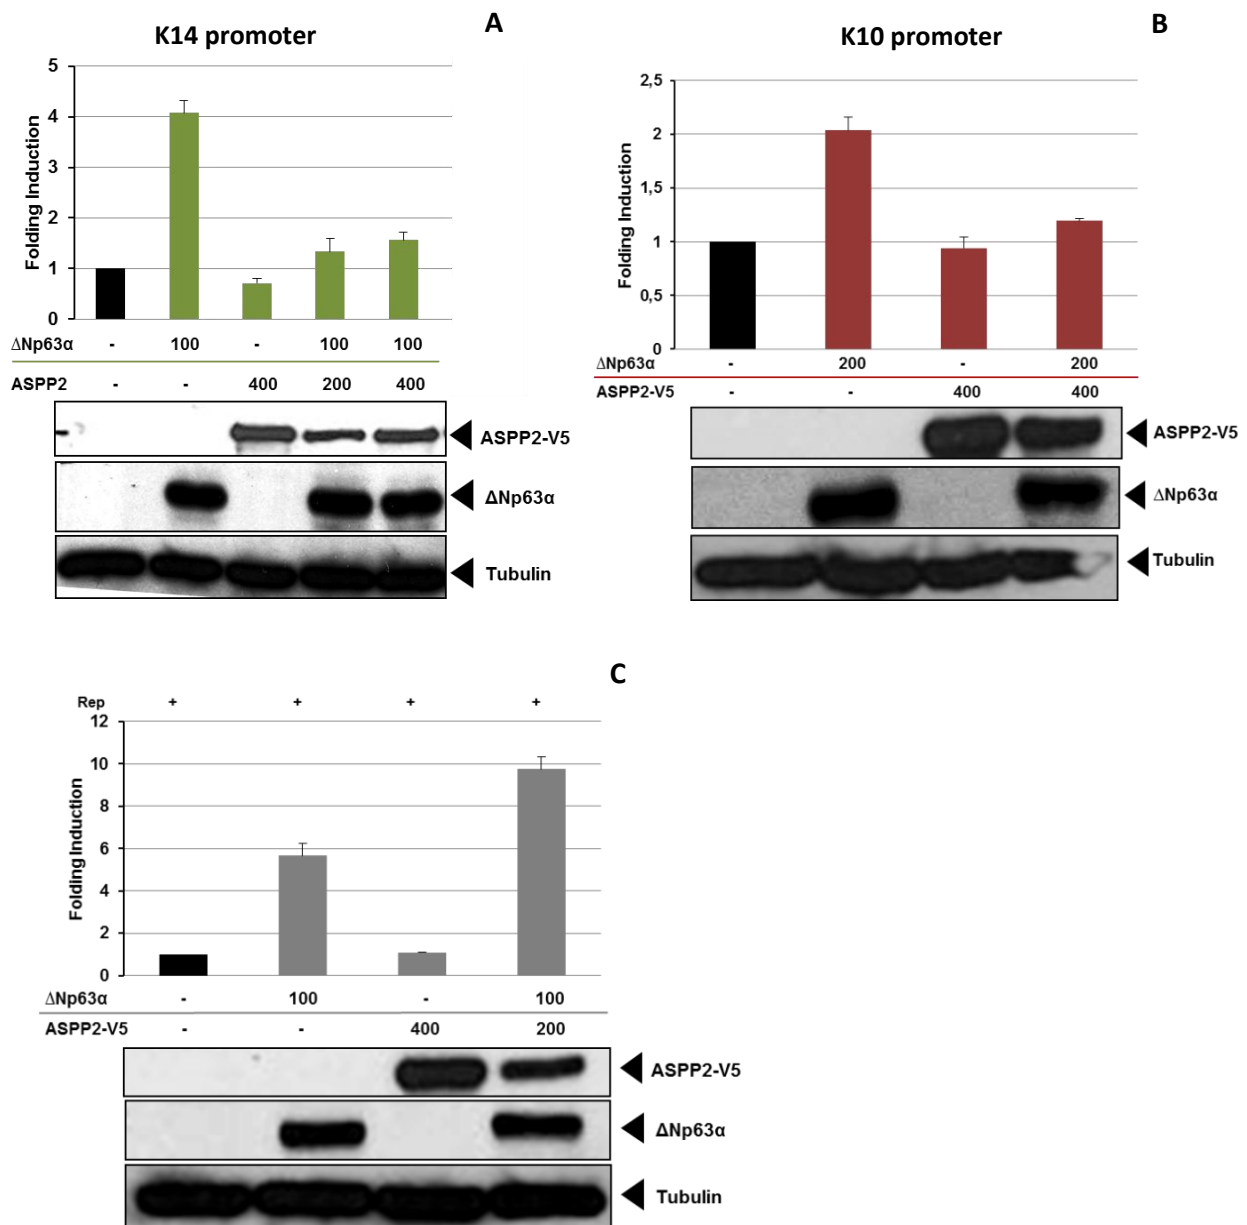 A
K14 promoter
5
4
3
2
1
0
Folding Induction
ΔNp63α - 100 - 100 100
ASPP2 - - 400 200 400
ASPP2-V5
ΔNp63α
Tubulin
B
K10 promoter
2,5
2
1,5
1
0,5
0
Folding Induction
ΔNp63α - 200 - 200
ASPP2-V5 - - 400 400
ASPP2-V5
ΔNp63α
Tubulin
C
Rep + + + +
12
10
8
6
4
2
0
Folding Induction
ΔNp63α - 100 - 100
ASPP2-V5 - - 400 200
ASPP2-V5
ΔNp63α
Tubulin